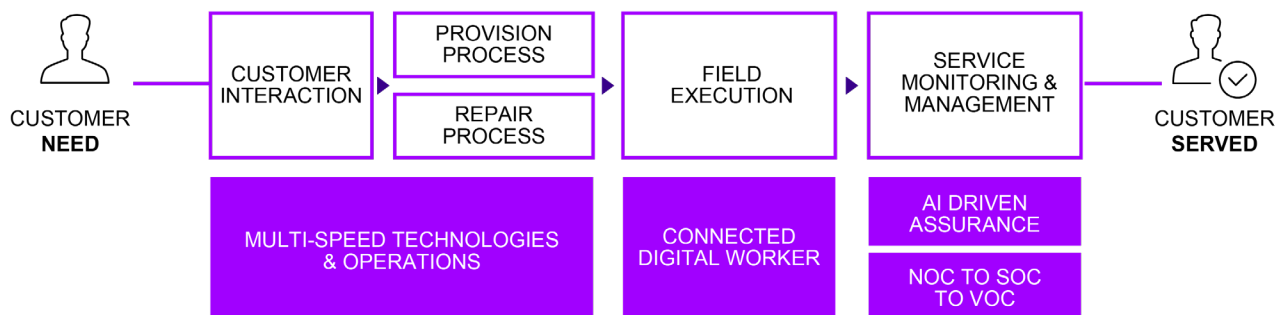 CUSTOMER
NEED
CUSTOMER
INTERACTION
PROVISION
PROCESS
REPAIR
PROCESS
FIELD
EXECUTION
SERVICE
MONITORING &
MANAGEMENT
CUSTOMER
SERVED
MULTI-SPEED TECHNOLOGIES
& OPERATIONS
CONNECTED
DIGITAL WORKER
AI DRIVEN
ASSURANCE
NOC TO SOC
TO VOC